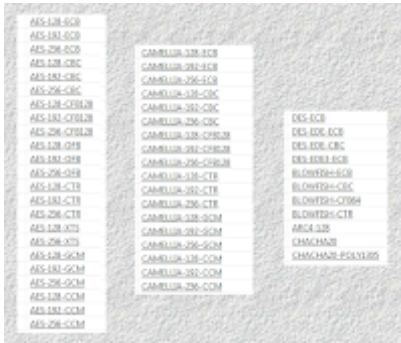 AES-128-ECB
AES-192-ECB
AES-256-ECB
AES-128-CBC
AES-192-CBC
AES-256-CBC
AES-128-CFB128
AES-192-CFB128
AES-256-CFB128
AES-128-OFB
AES-192-OFB
AES-256-OFB
AES-128-CTR
AES-192-CTR
AES-256-CTR
AES-128-XTS
AES-256-XTS
AES-128-GCM
AES-192-GCM
AES-256-GCM
AES-128-CCM
AES-192-CCM
AES-256-CCM
CAMELLIA-128-ECB
CAMELLIA-192-ECB
CAMELLIA-256-ECB
CAMELLIA-128-CBC
CAMELLIA-192-CBC
CAMELLIA-256-CBC
CAMELLIA-128-CFB128
CAMELLIA-192-CFB128
CAMELLIA-256-CFB128
CAMELLIA-128-CTR
CAMELLIA-192-CTR
CAMELLIA-256-CTR
CAMELLIA-128-GCM
CAMELLIA-192-GCM
CAMELLIA-256-GCM
CAMELLIA-128-CCM
CAMELLIA-192-CCM
CAMELLIA-256-CCM
DES-ECB
DES-EDE-ECB
DES-EDE-CBC
DES-EDE3-ECB
BLOWFISH-ECB
BLOWFISH-CBC
BLOWFISH-CFB64
BLOWFISH-CTR
ARC4-128
CHACHA20
CHACHA20-POLY1305